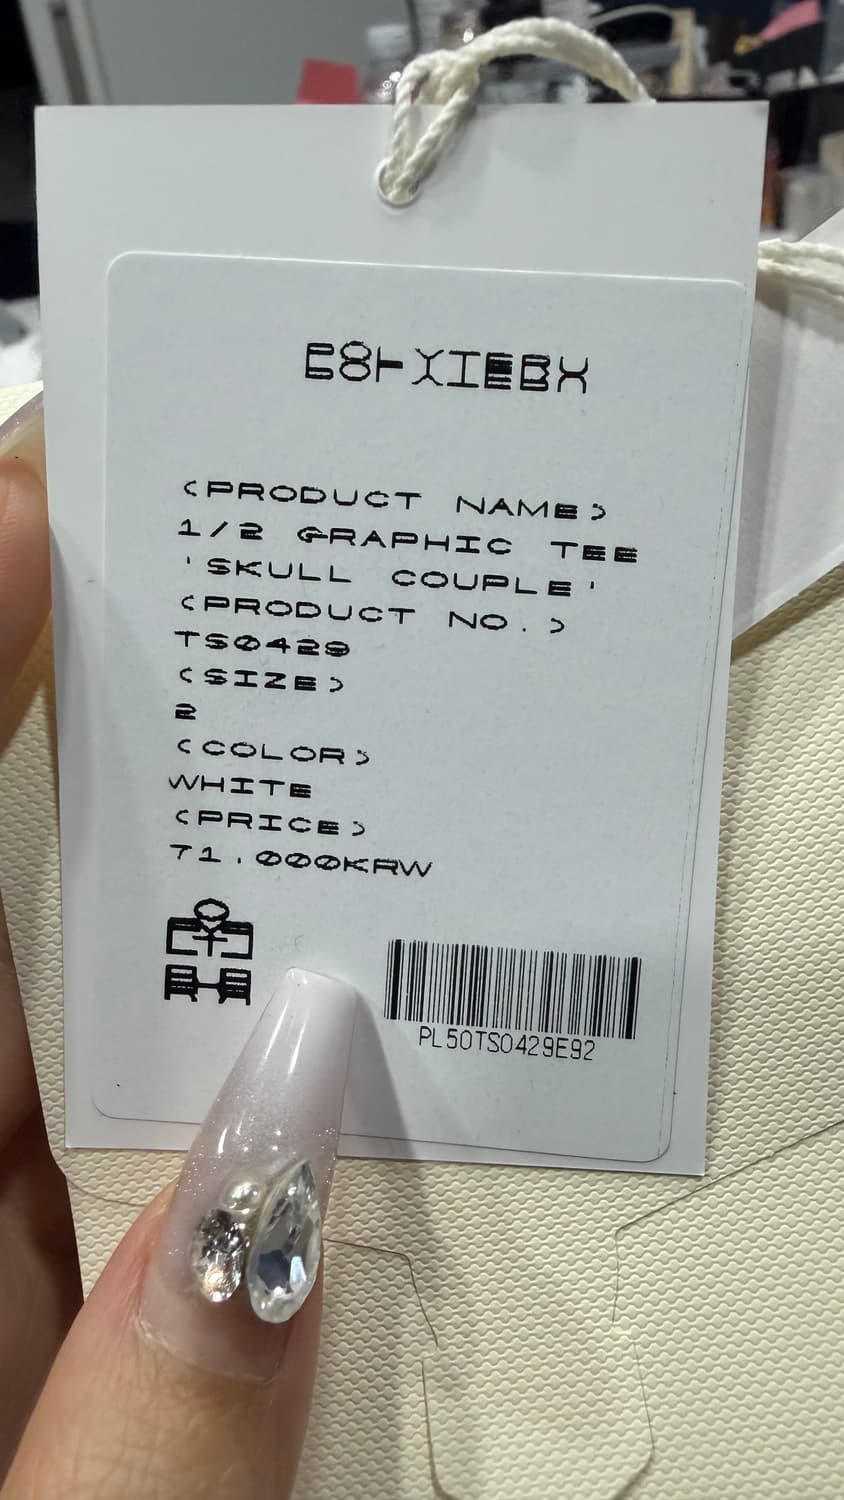 <PRODUCT NAME>
1/2 GRAPHIC TEE
'SKULL COUPLE'
<PRODUCT NO.>
TS0429
<SIZE>
2
<COLOR>
WHITE
<PRICE>
71.000KRW
PL50TS0429E92